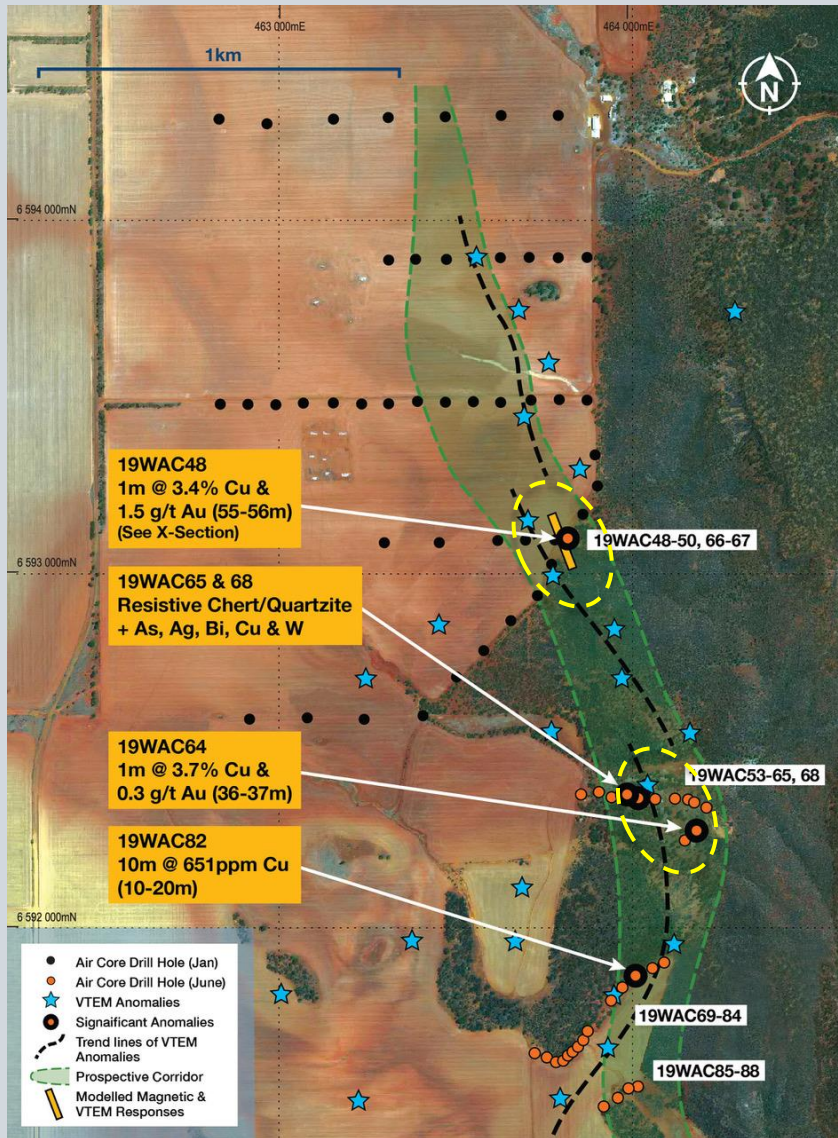 463 000mE
464 000mE
1km
N
6 594 000mN
19WAC48
1m @ 3.4% Cu &
1.5 g/t Au (55-56m)
(See X-Section)
19WAC48-50, 66-67
6 593 000mN
19WAC65 & 68
Resistive Chert/Quartzite
+ As, Ag, Bi, Cu & W
19WAC64
1m @ 3.7% Cu &
0.3 g/t Au (36-37m)
19WAC53-65, 68
19WAC82
10m @ 651ppm Cu
(10-20m)
6 592 000mN
Air Core Drill Hole (Jan)
Air Core Drill Hole (June)
VTEM Anomalies
Signaificant Anomalies
Trend lines of VTEM
Anomalies
Prospective Corridor
Modelled Magnetic &
VTEM Responses
19WAC69-84
19WAC85-88